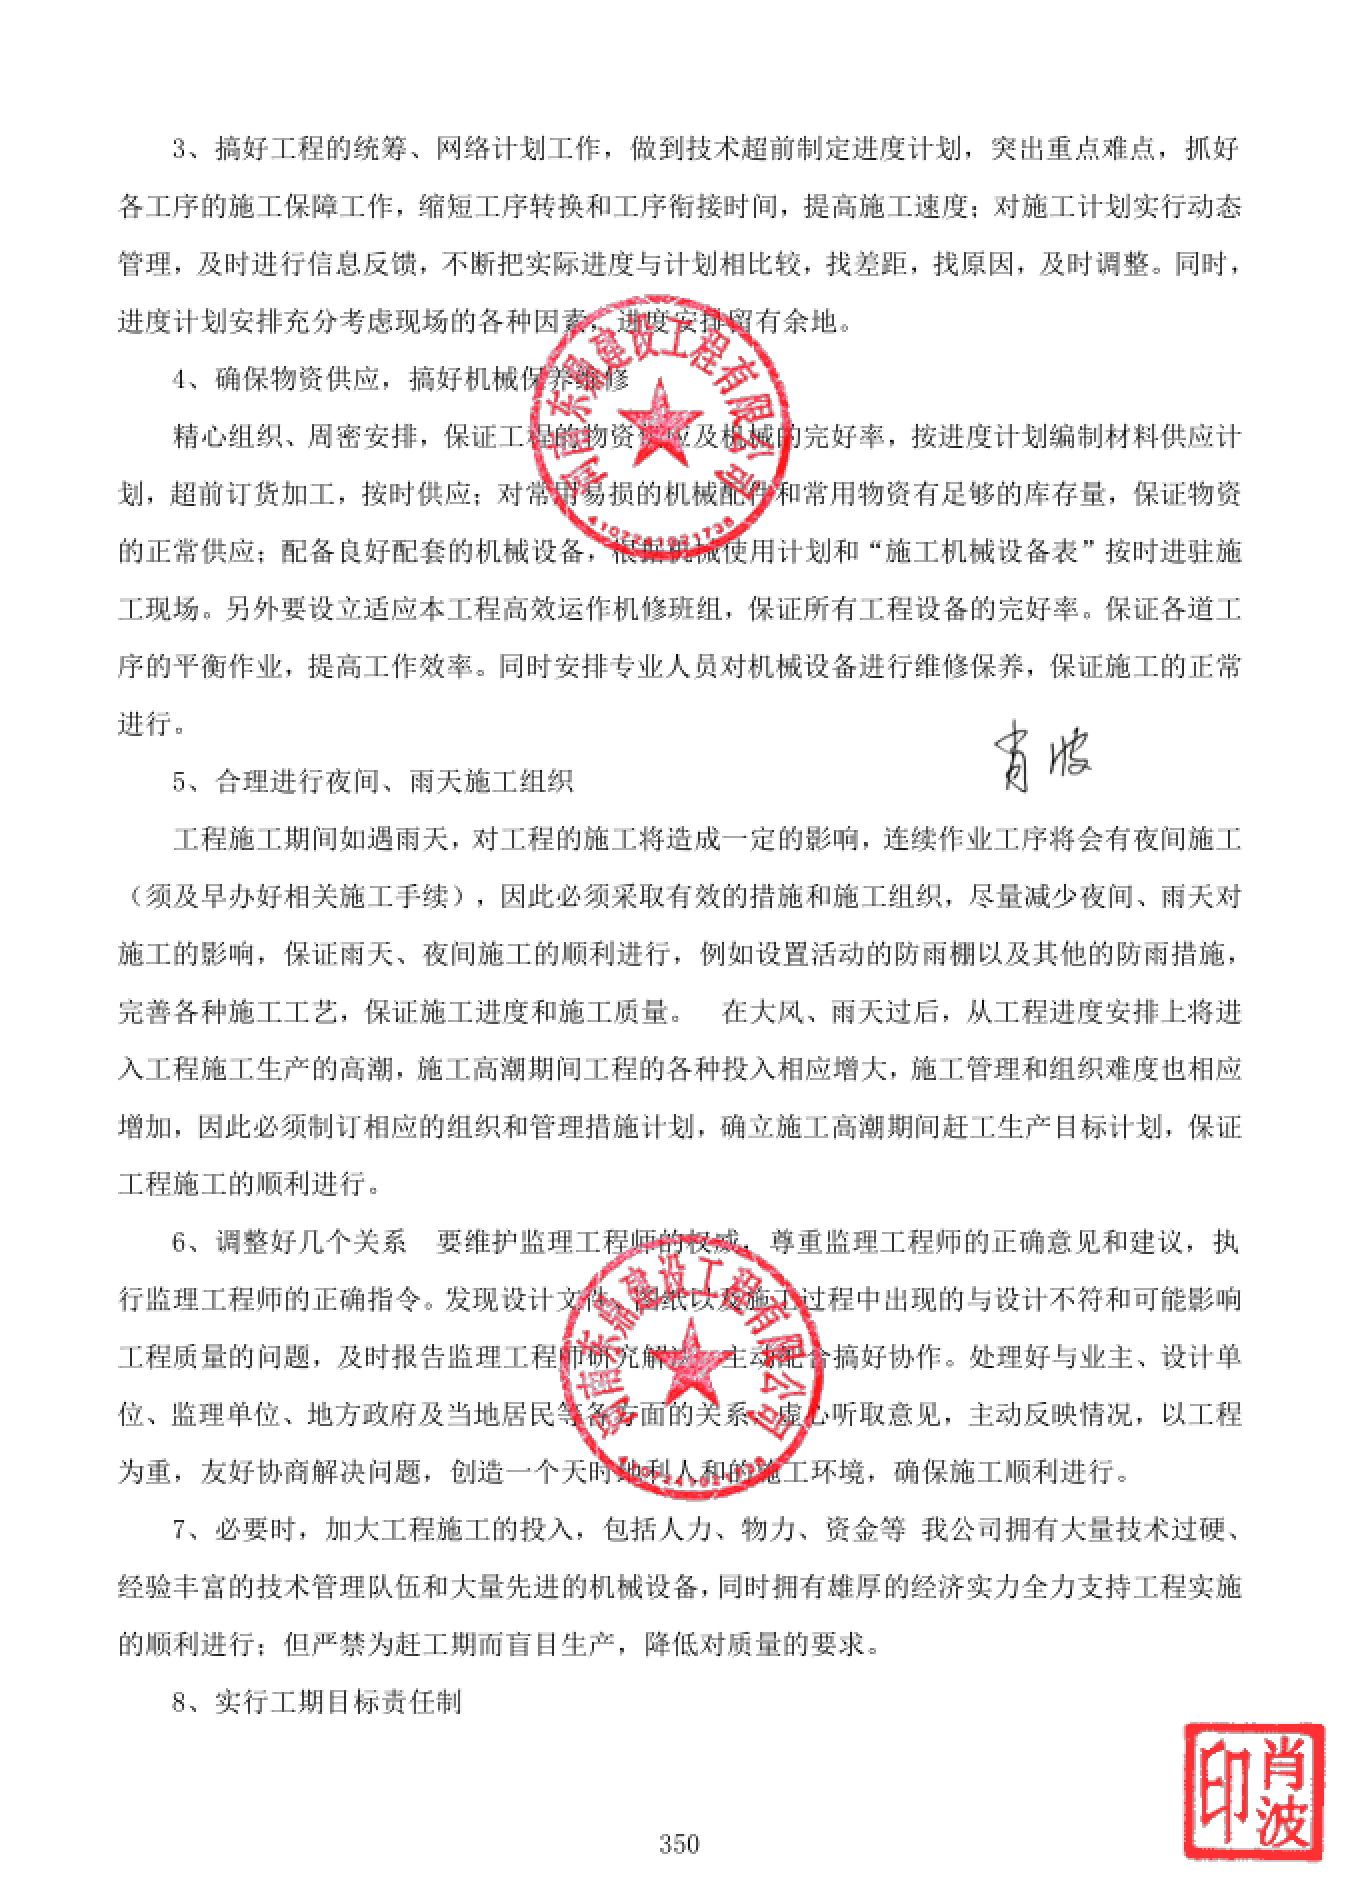 3、搞好工程的统筹、网络计划工作，做到技术超前制定进度计划，突出重点难点，抓好
各工序的施工保障工作，缩短工序转换和工序衔接时间，提高施工速度；对施工计划实行动态
管理，及时进行信息反馈，不断把实际进度与计划相比较，找差距，找原因，及时调整。同时，
进度计划安排充分考虑现场的各种因素，进度安排留有余地。
4、确保物资供应，搞好机械保养维修
精心组织、周密安排，保证工程的物资供应及机械的完好率，按进度计划编制材料供应计
划，超前订货加工，按时供应；对常用易损的机械配件和常用物资有足够的库存量，保证物资
的正常供应；配备良好配套的机械设备，根据机械使用计划和“施工机械设备表”按时进驻施
工现场。另外要设立适应本工程高效运作机修班组，保证所有工程设备的完好率。保证各道工
序的平衡作业，提高工作效率。同时安排专业人员对机械设备进行维修保养，保证施工的正常
进行。
肖波
5、合理进行夜间、雨天施工组织
工程施工期间如遇雨天，对工程的施工将造成一定的影响，连续作业工序将会有夜间施工
（须及早办好相关施工手续），因此必须采取有效的措施和施工组织，尽量减少夜间、雨天对
施工的影响，保证雨天、夜间施工的顺利进行，例如设置活动的防雨棚以及其他的防雨措施，
完善各种施工工艺，保证施工进度和施工质量。 在大风、雨天过后，从工程进度安排上将进
入工程施工生产的高潮，施工高潮期间工程的各种投入相应增大，施工管理和组织难度也相应
增加，因此必须制订相应的组织和管理措施计划，确立施工高潮期间赶工生产目标计划，保证
工程施工的顺利进行。
6、调整好几个关系 要维护监理工程师的权威，尊重监理工程师的正确意见和建议，执
行监理工程师的正确指令。发现设计文件、图纸以及施工过程中出现的与设计不符和可能影响
工程质量的问题，及时报告监理工程师研究解决，主动配合搞好协作。处理好与业主、设计单
位、监理单位、地方政府及当地居民等各方面的关系，虚心听取意见，主动反映情况，以工程
为重，友好协商解决问题，创造一个天时地利人和的施工环境，确保施工顺利进行。
7、必要时，加大工程施工的投入，包括人力、物力、资金等 我公司拥有大量技术过硬、
经验丰富的技术管理队伍和大量先进的机械设备，同时拥有雄厚的经济实力全力支持工程实施
的顺利进行；但严禁为赶工期而盲目生产，降低对质量的要求。
8、实行工期目标责任制
河南东鼎建设工程有限公司
4107241021738
河南东鼎建设工程有限公司
4107241021738
肖波印
350